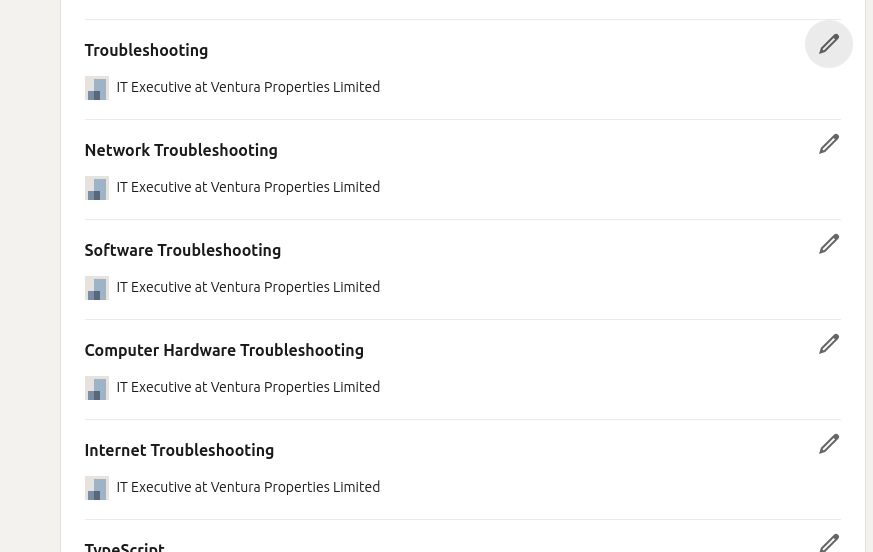 Troubleshooting
IT Executive at Ventura Properties Limited
Network Troubleshooting
IT Executive at Ventura Properties Limited
Software Troubleshooting
IT Executive at Ventura Properties Limited
Computer Hardware Troubleshooting
IT Executive at Ventura Properties Limited
Internet Troubleshooting
IT Executive at Ventura Properties Limited
TypeScript